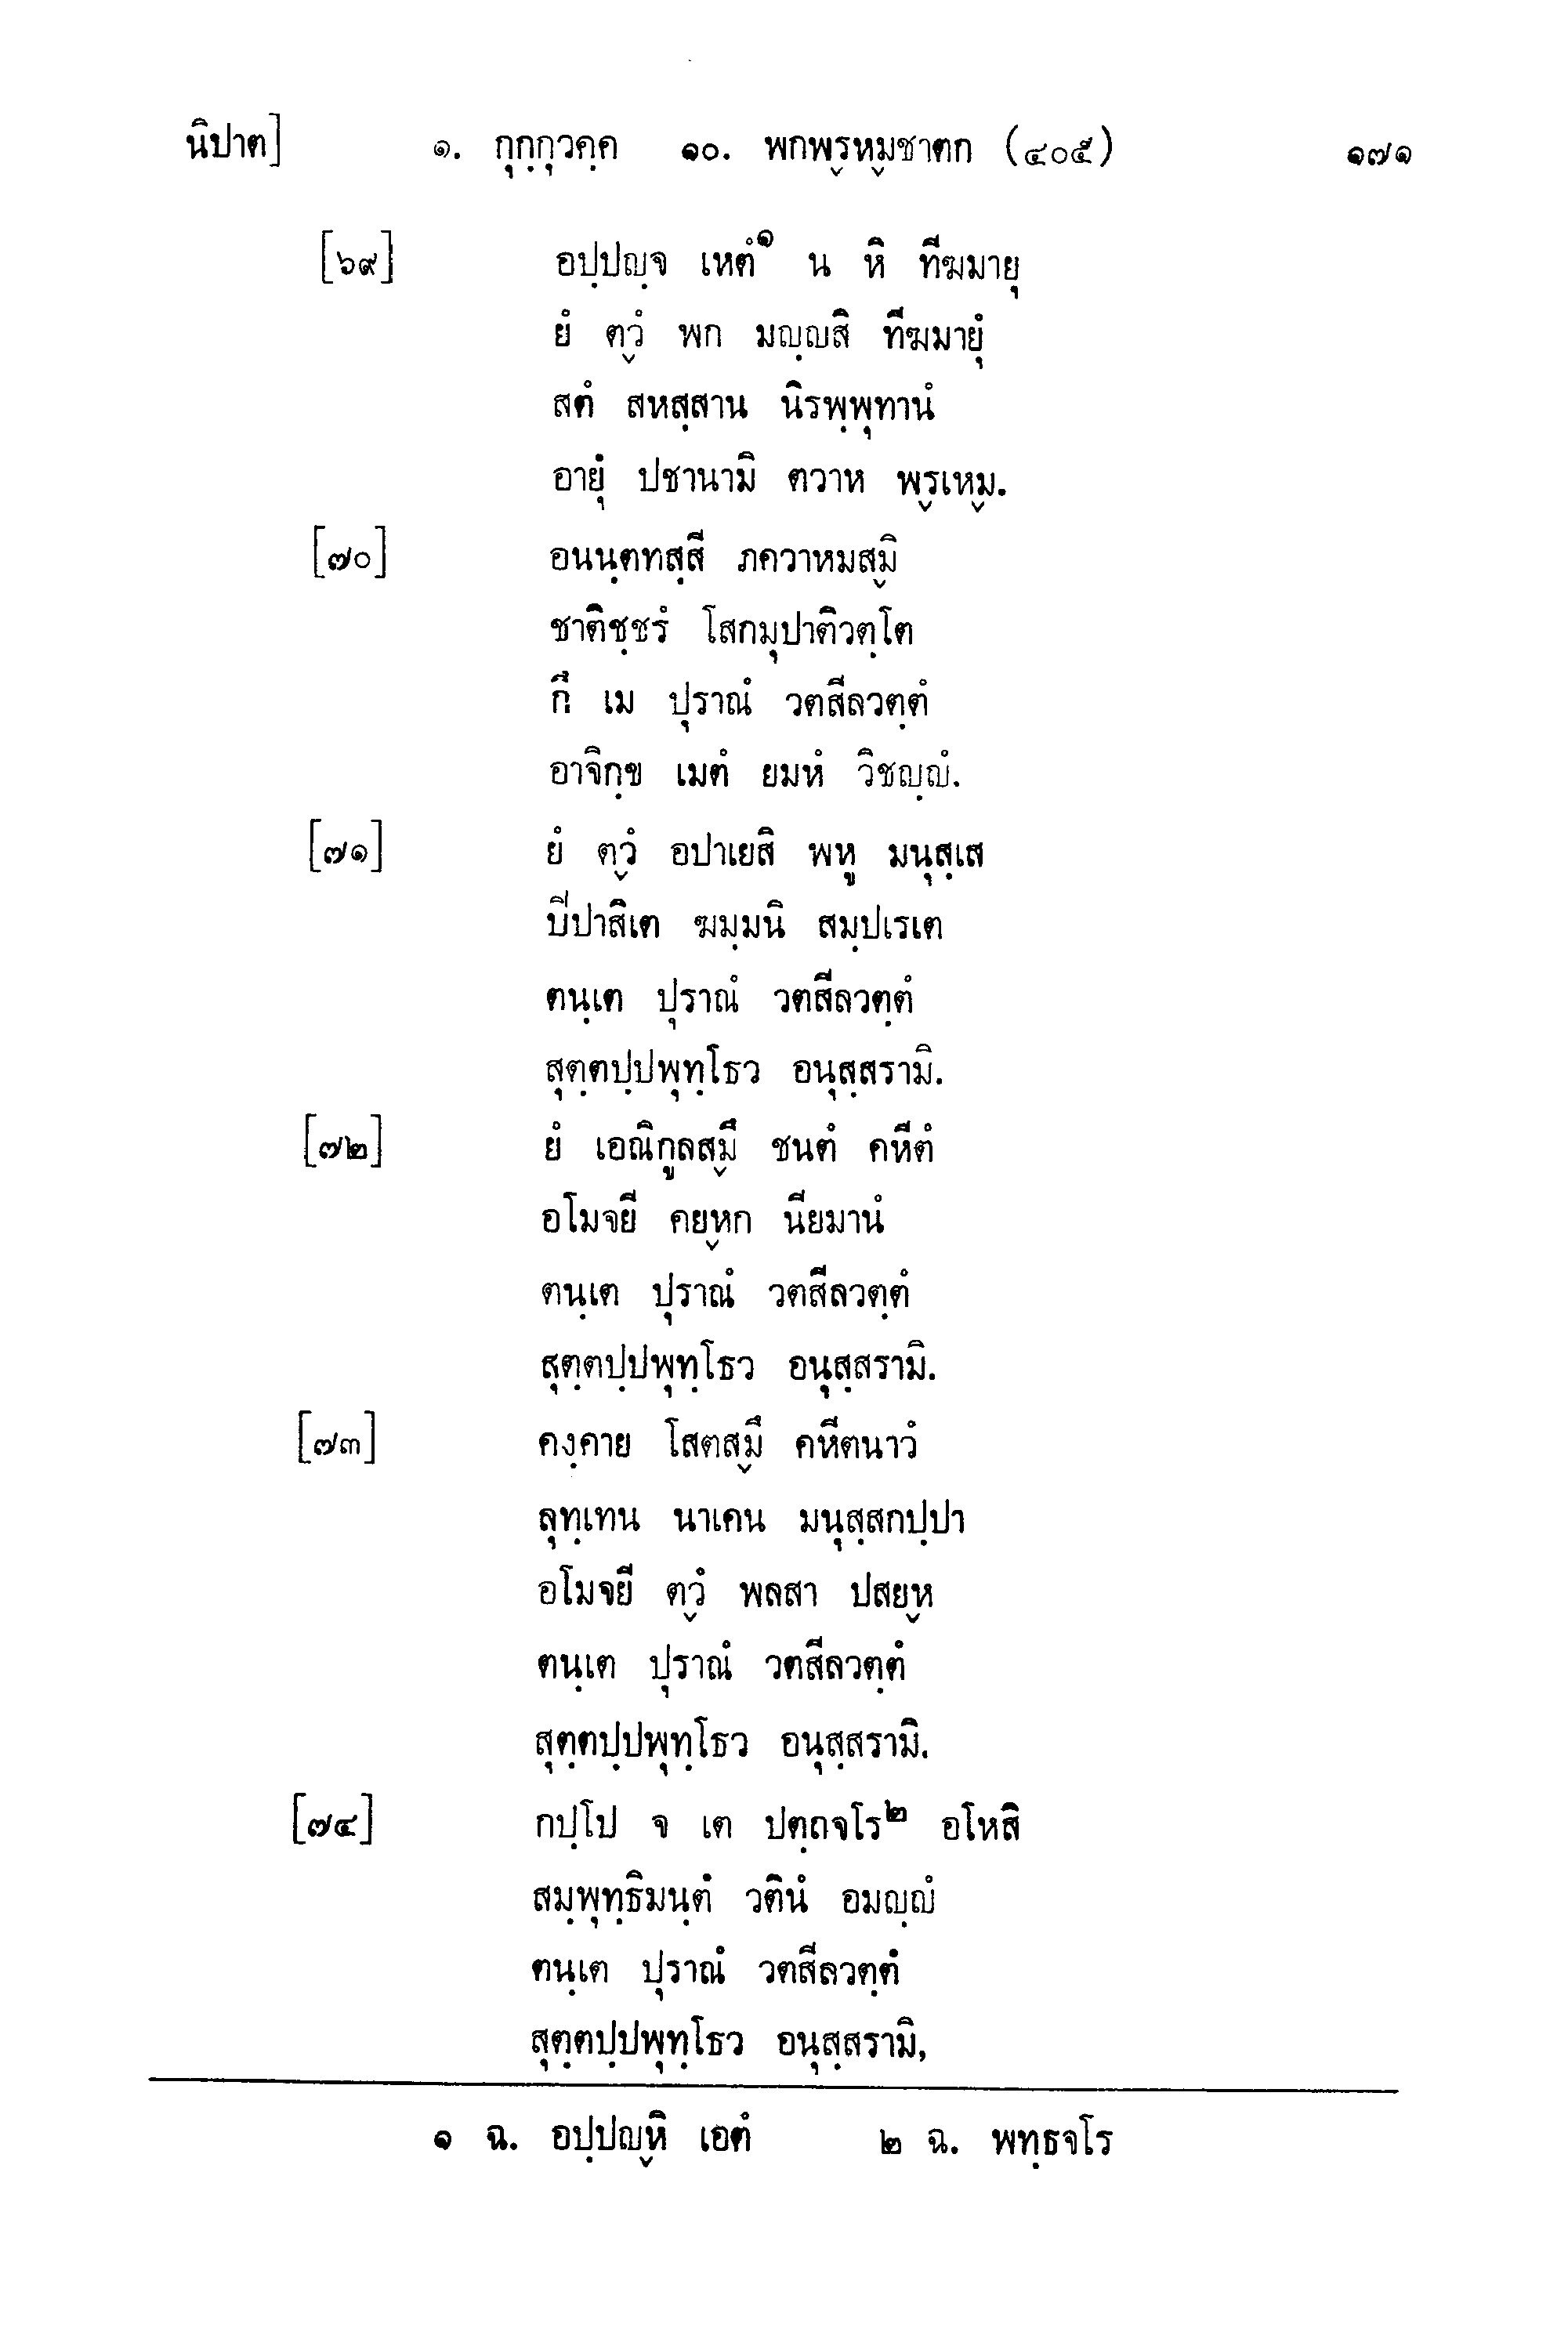 นิปาต] ๑. กุกฺกุวคฺค ๑๐. พกพฺรหฺมชาตก (๔๐๕) ๑๗๑
[๖๙] อปฺปญฺจ เหตํ๑ น หิ ทีฆมายุ
ยํ ตฺวํ พก มญฺญสิ ทีฆมายุํ
สตํ สหสฺสาน นิรพฺพุทานํ
อายุํ ปชานามิ ตวาห พฺรเหฺม.
[๗๐] อนนฺตทสฺสี ภควาหมสฺมิ
ชาติชฺชรํ โสกมุปาติวตฺโต
กึ เม ปุราณํ วตสีลวตฺตํ
อาจิกฺข เมตํ ยมหํ วิชญฺญํ.
[๗๑] ยํ ตฺวํ อปาเยสิ พหู มนุสฺเส
ปิปาสิเต ฆมฺมนิ สมฺปเรเต
ตนฺเต ปุราณํ วตสีลวตฺตํ
สุตฺตปฺปพุทฺโธว อนุสฺสรามิ.
[๗๒] ยํ เอณิกูลสฺมึ ชนตํ คหีตํ
อโมจยี คยฺหก นียมานํ
ตนฺเต ปุราณํ วตสีลวตฺตํ
สุตฺตปฺปพุทฺโธว อนุสฺสรามิ.
[๗๓] คงฺคาย โสตสฺมึ คหีตนาวํ
ลุทฺเทน นาเคน มนุสฺสกปฺปา
อโมจยี ตฺวํ พลสา ปสยฺห
ตนฺเต ปุราณํ วตสีลวตฺตํ
สุตฺตปฺปพุทฺโธว อนุสฺสรามิ.
[๗๔] กปฺโป จ เต ปตฺถจโร๒ อโหสิ
สมฺพุทฺธิมนฺตํ วตินํ อมญฺญํ
ตนฺเต ปุราณํ วตสีลวตฺตํ
สุตฺตปฺปพุทฺโธว อนุสฺสรามิ,
๑ ฉ. อปฺปญฺหิ เอตํ ๒ ฉ. พทฺธจโร